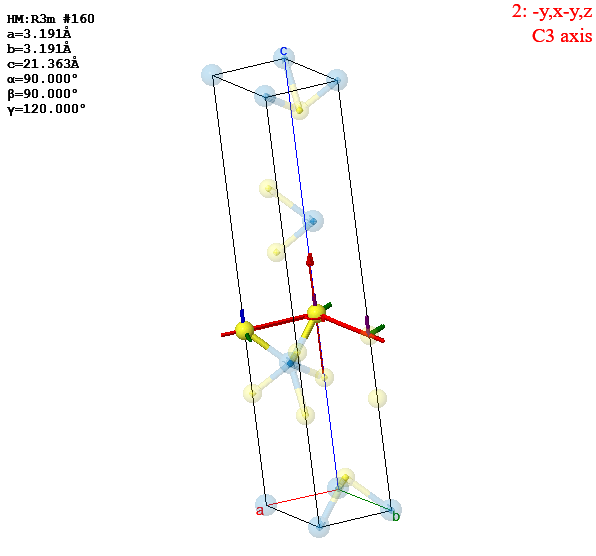 HM:R3m #160
a=3.191Å
b=3.191Å
c=21.363Å
α=90.000°
β=90.000°
γ=120.000°
2: -y,x-y,z
C3 axis
c
a
b